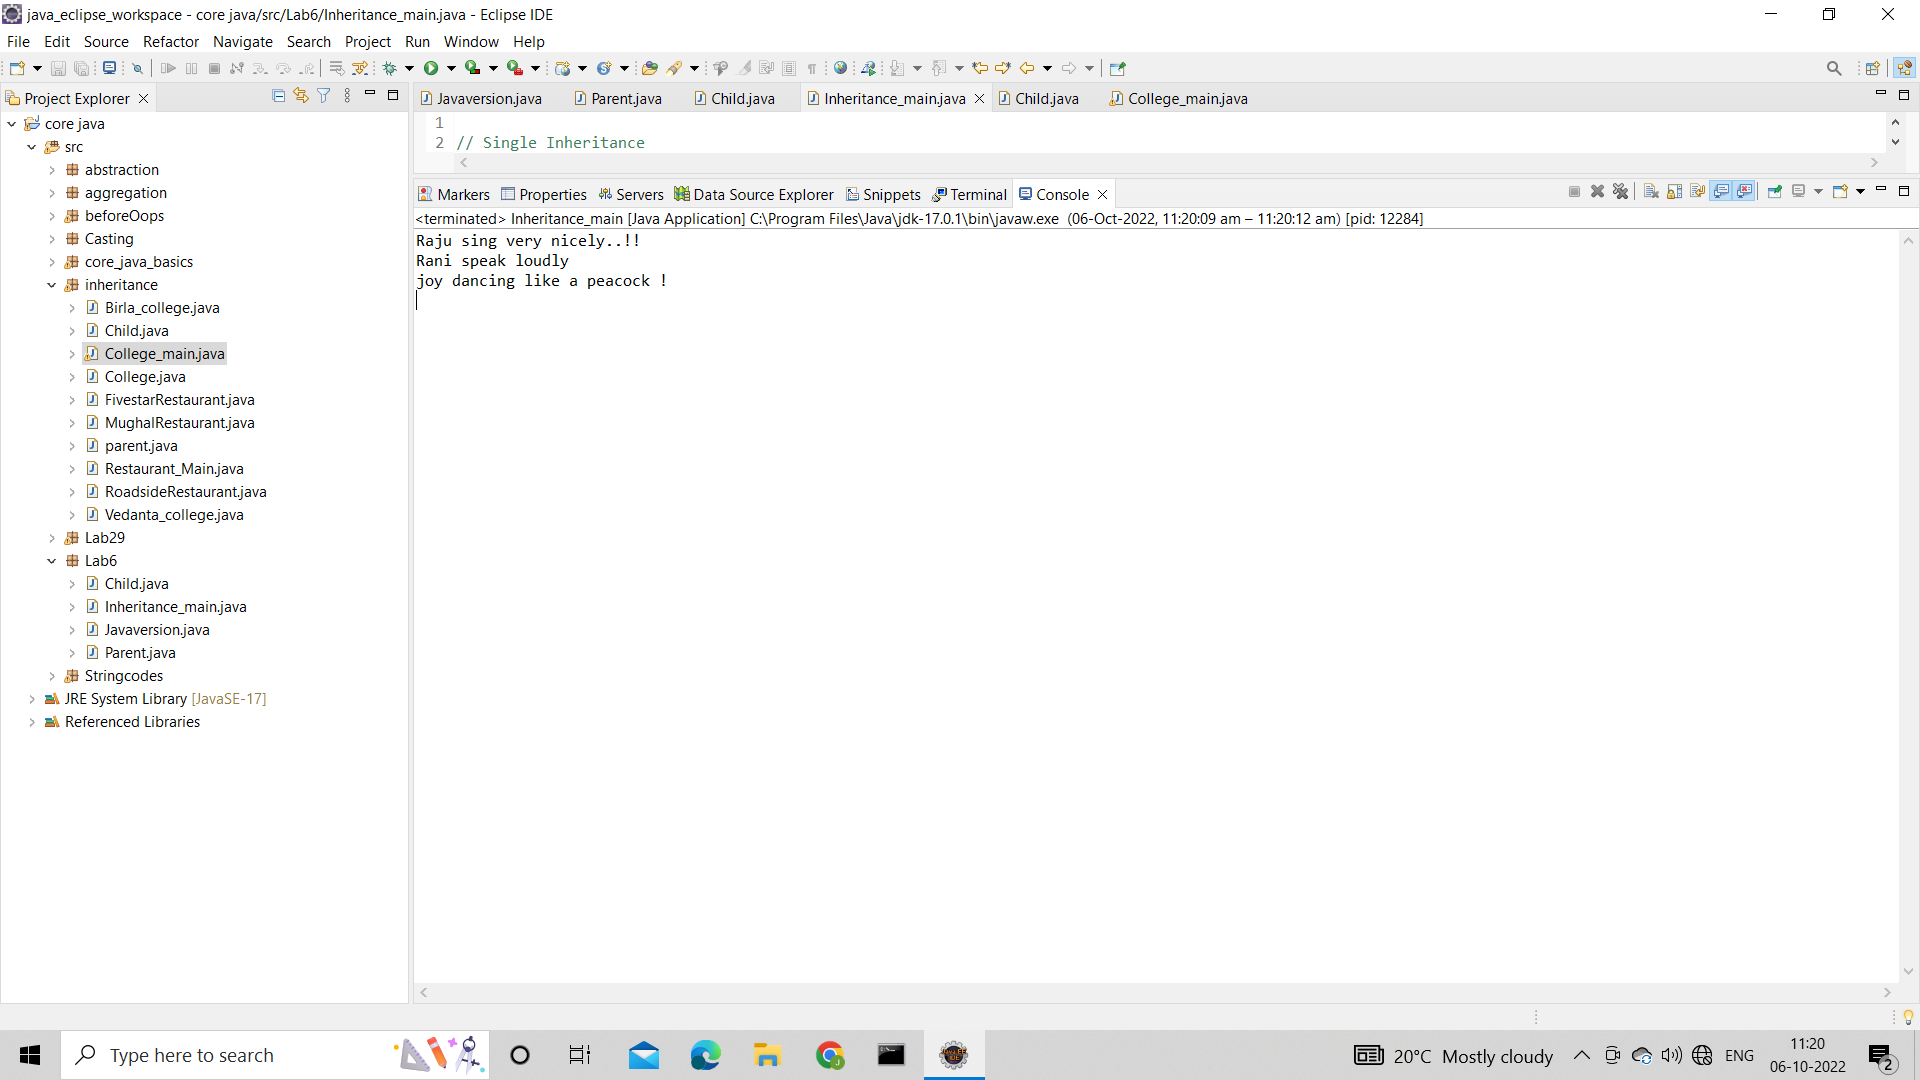 java_eclipse_workspace - core java/src/Lab6/Inheritance_main.java - Eclipse IDE
File Edit Source Refactor Navigate Search Project Run Window Help
Project Explorer
core java
src
abstraction
aggregation
beforeOops
Casting
core_java_basics
inheritance
Birla_college.java
Child.java
College_main.java
College.java
FivestarRestaurant.java
MughalRestaurant.java
parent.java
Restaurant_Main.java
RoadsideRestaurant.java
Vedanta_college.java
Lab29
Lab6
Child.java
Inheritance_main.java
Javaversion.java
Parent.java
Stringcodes
JRE System Library [JavaSE-17]
Referenced Libraries
Javaversion.java Parent.java Child.java Inheritance_main.java Child.java College_main.java
1
2 // Single Inheritance
Markers Properties Servers Data Source Explorer Snippets Terminal Console
<terminated> Inheritance_main [Java Application] C:\Program Files\Java\jdk-17.0.1\bin\javaw.exe (06-Oct-2022, 11:20:09 am – 11:20:12 am) [pid: 12284]
Raju sing very nicely..!!
Rani speak loudly
joy dancing like a peacock !
Type here to search
20°C Mostly cloudy
ENG
11:20
06-10-2022
2